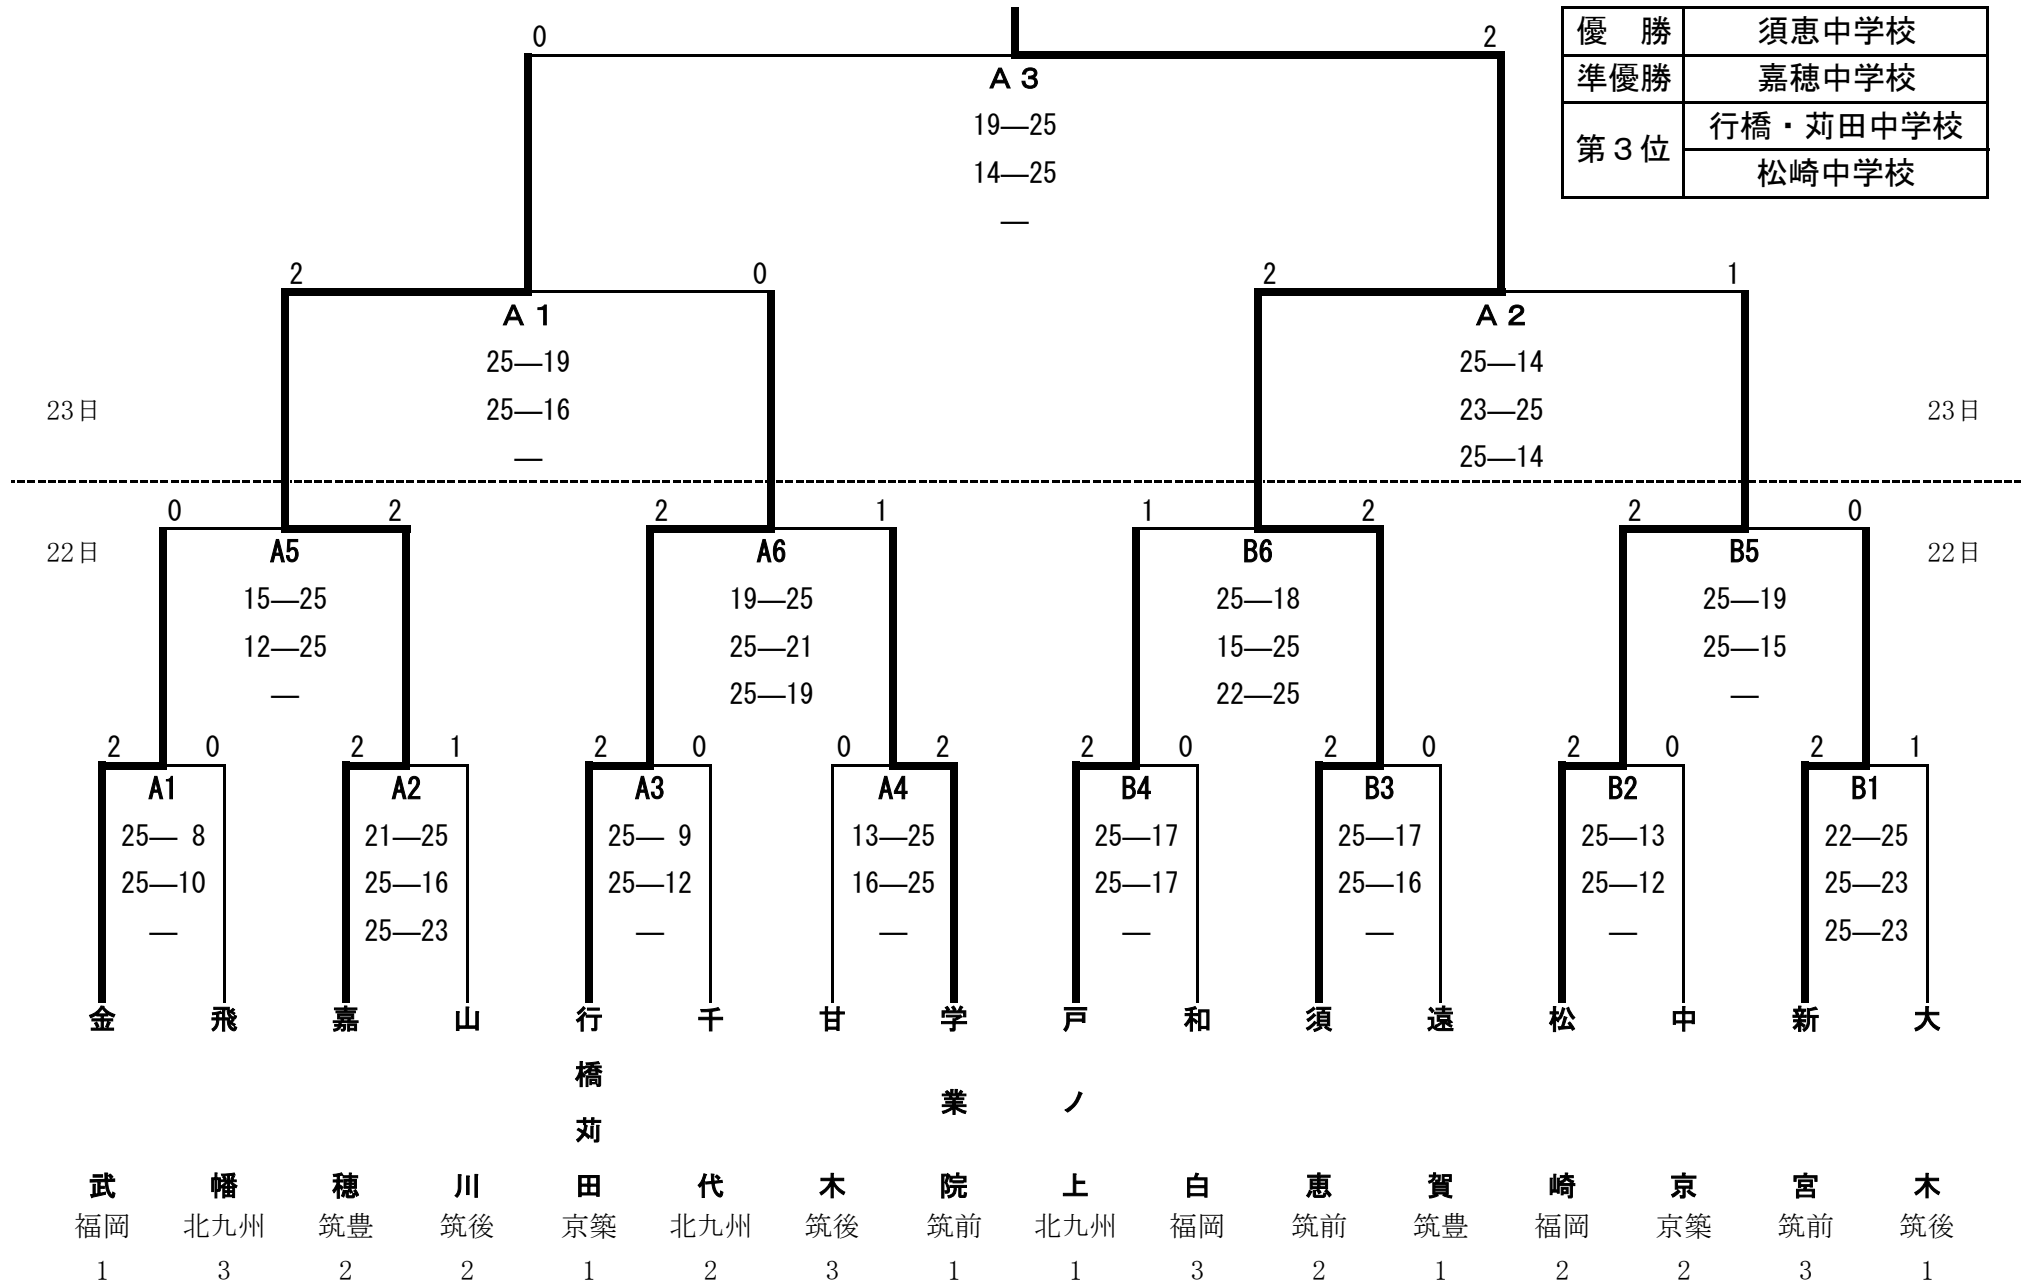 0 2
優　勝 須恵中学校
準優勝 嘉穂中学校
第３位 行橋・苅田中学校
松崎中学校
Ａ３
19―25
14―25
―
2 0 2 1
Ａ１ Ａ２
25―19 25―14
23日 25―16 23―25 23日
― 25―14
0 2 2 1 1 2 2 0
22日 A5 A6 B6 B5 22日
15―25 19―25 25―18 25―19
12―25 25―21 15―25 25―15
― 25―19 22―25 ―
2 0 2 1 2 0 0 2 2 0 2 0 2 0 2 1
A1 A2 A3 A4 B4 B3 B2 B1
25― 8 21―25 25― 9 13―25 25―17 25―17 25―13 22―25
25―10 25―16 25―12 16―25 25―17 25―16 25―12 25―23
― 25―23 ― ― ― ― ― 25―23
金武 飛幡 嘉穂 山川 行橋苅田 千代 甘木 学業院 戸ノ上 和白 須恵 遠賀 松崎 中京 新宮 大木
福岡 北九州 筑豊 筑後 京築 北九州 筑後 筑前 北九州 福岡 筑前 筑豊 福岡 京築 筑前 筑後
1 3 2 2 1 2 3 1 1 3 2 1 2 2 3 1